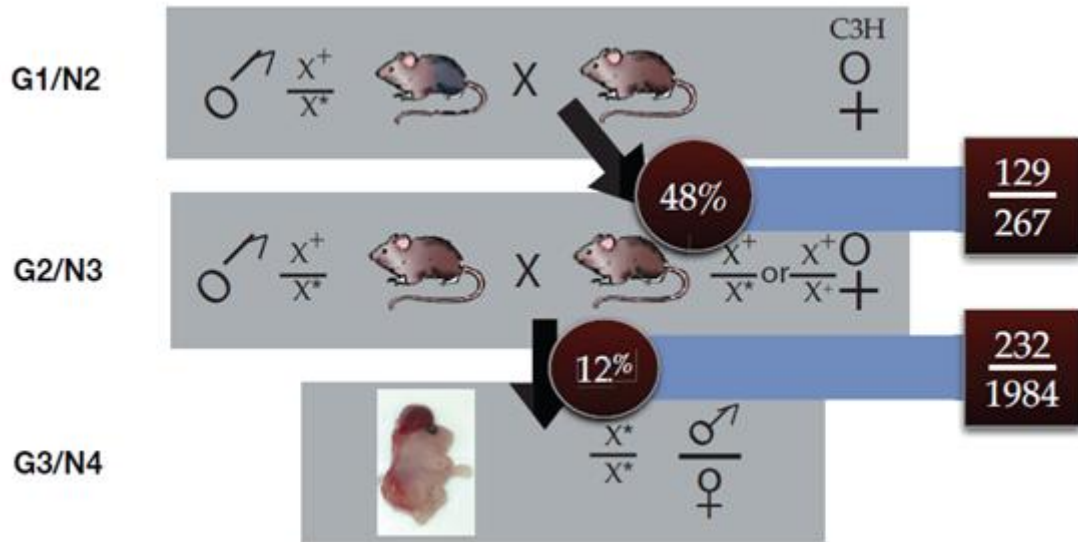 C3H
G1/N2
X+
X*
X
48%
129
267
G2/N3
X+
X*
X
X+
X*
or
X+
X+
12%
232
1984
G3/N4
X*
X*